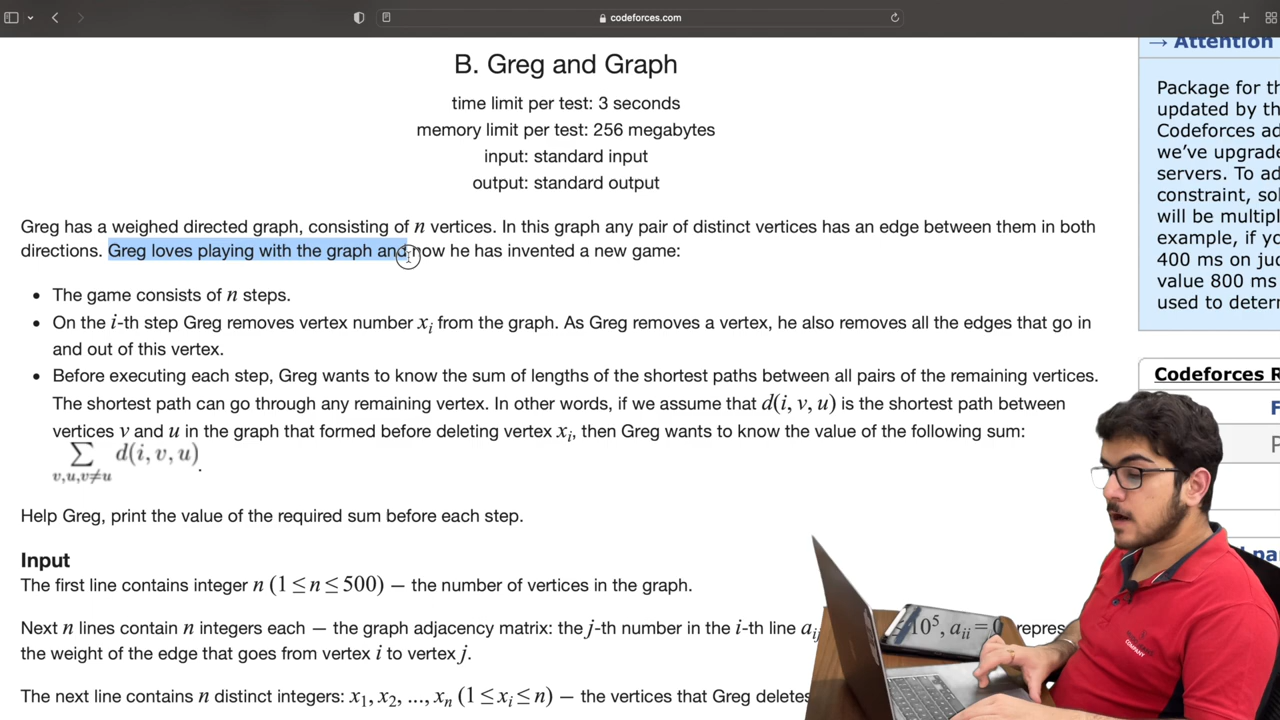 codeforces.com
B. Greg and Graph
time limit per test: 3 seconds
memory limit per test: 256 megabytes
input: standard input
output: standard output
Greg has a weighed directed graph, consisting of n vertices. In this graph any pair of distinct vertices has an edge between them in both
directions. Greg loves playing with the graph and now he has invented a new game:
• The game consists of n steps.
• On the i-th step Greg removes vertex number xᵢ from the graph. As Greg removes a vertex, he also removes all the edges that go in
and out of this vertex.
• Before executing each step, Greg wants to know the sum of lengths of the shortest paths between all pairs of the remaining vertices.
The shortest path can go through any remaining vertex. In other words, if we assume that d(i, v, u) is the shortest path between
vertices v and u in the graph that formed before deleting vertex xᵢ, then Greg wants to know the value of the following sum:
∑ d(i, v, u).
v,u,v≠u
Help Greg, print the value of the required sum before each step.
Input
The first line contains integer n (1 ≤ n ≤ 500) — the number of vertices in the graph.
Next n lines contain n integers each — the graph adjacency matrix: the j-th number in the i-th line aᵢⱼ ≤ 10⁵, aᵢᵢ = 0 repres
the weight of the edge that goes from vertex i to vertex j.
The next line contains n distinct integers: x₁, x₂, ..., xₙ (1 ≤ xᵢ ≤ n) — the vertices that Greg deletes
→ Attention
Package for th
updated by th
Codeforces ad
we've upgrade
servers. To ad
constraint, sol
will be multipl
example, if yo
400 ms on jud
value 800 ms
used to deter
Codeforces R
F
P
COMPANY